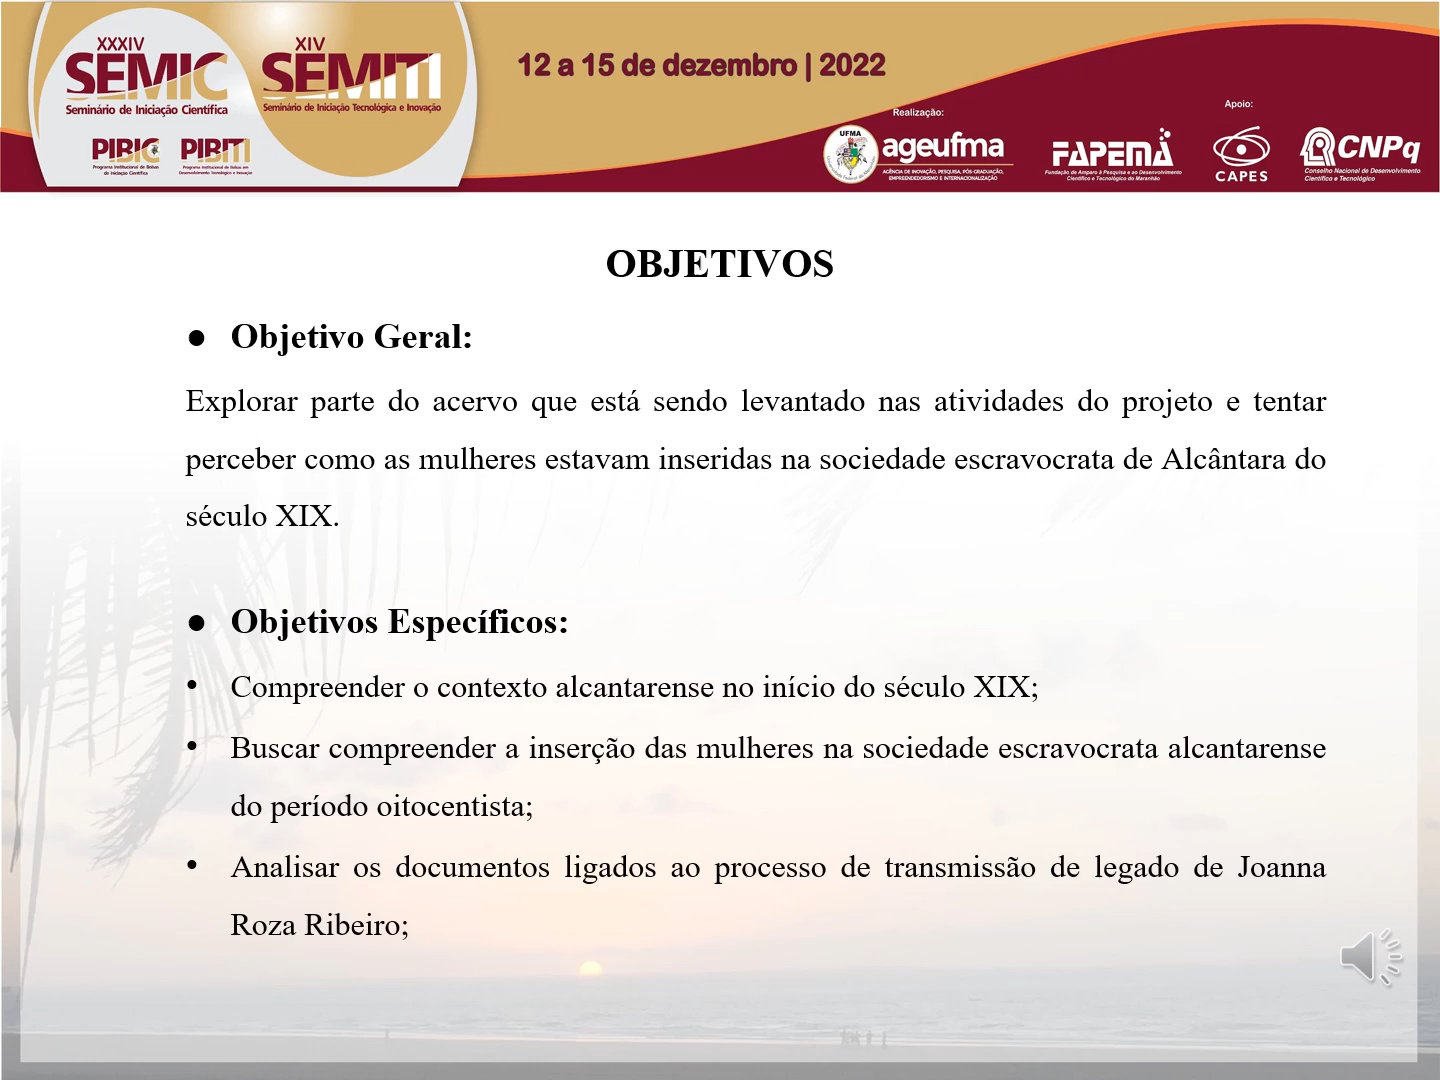 XXXIV
SEMIC
Seminário de Iniciação Científica
PIBIC
Programa Institucional de Bolsas
de Iniciação Científica
PIBITI
Programa Institucional de Bolsas em
Desenvolvimento Tecnológico e Inovação
XIV
SEMITI
Seminário de Iniciação Tecnológica e Inovação
12 a 15 de dezembro | 2022
Realização:
UFMA
ageufma
AGÊNCIA DE INOVAÇÃO, PESQUISA, PÓS-GRADUAÇÃO,
EMPREENDEDORISMO E INTERNACIONALIZAÇÃO
Apoio:
FAPEMA
Fundação de Amparo à Pesquisa e ao Desenvolvimento
Científico e Tecnológico do Maranhão
CAPES
CNPq
Conselho Nacional de Desenvolvimento
Científico e Tecnológico
OBJETIVOS
● Objetivo Geral:
Explorar parte do acervo que está sendo levantado nas atividades do projeto e tentar
perceber como as mulheres estavam inseridas na sociedade escravocrata de Alcântara do
século XIX.
● Objetivos Específicos:
• Compreender o contexto alcantarense no início do século XIX;
• Buscar compreender a inserção das mulheres na sociedade escravocrata alcantarense
do período oitocentista;
• Analisar os documentos ligados ao processo de transmissão de legado de Joanna
Roza Ribeiro;